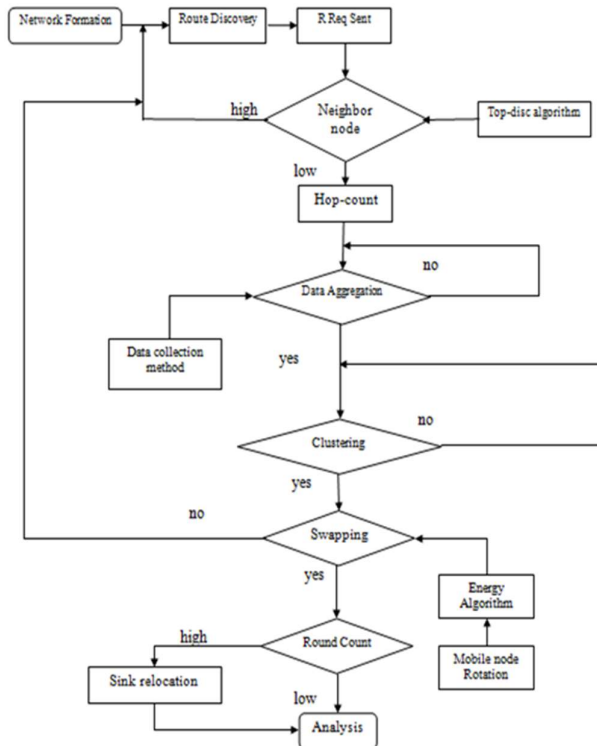 Network Formation
Route Discovery
R Req Sent
high
Neighbor
node
Top-disc algorithm
low
Hop-count
no
Data Aggregation
Data collection
method
yes
no
Clustering
yes
no
Swapping
yes
Energy
Algorithm
high
Round Count
Mobile node
Rotation
Sink relocation
low
Analysis